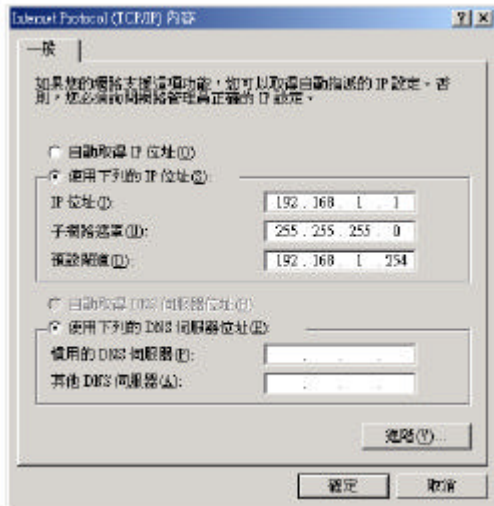 Internet Protocol (TCP/IP) 內容
一般
如果您的網路支援這項功能，您可以取得自動指派的 IP 設定。否
則，您必須詢問網路管理員正確的 IP 設定。
自動取得 IP 位址(O)
使用下列的 IP 位址(S):
IP 位址(I): 192 . 168 . 1 . 1
子網路遮罩(U): 255 . 255 . 255 . 0
預設閘道(D): 192 . 168 . 1 . 254
自動取得 DNS 伺服器位址(B)
使用下列的 DNS 伺服器位址(E):
慣用的 DNS 伺服器(P): . . .
其他 DNS 伺服器(A): . . .
進階(V)...
確定
取消